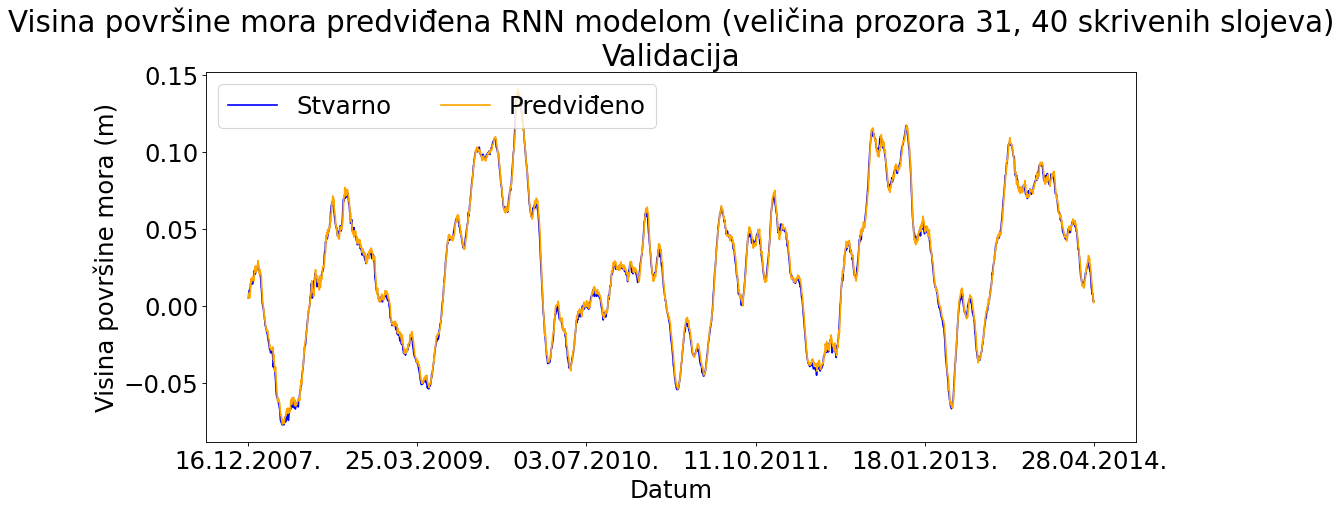 Visina površine mora predviđena RNN modelom (veličina prozora 31, 40 skrivenih slojeva)
Validacija
Stvarno Predviđeno
Visina površine mora (m)
0.15
0.10
0.05
0.00
−0.05
16.12.2007. 25.03.2009. 03.07.2010. 11.10.2011. 18.01.2013. 28.04.2014.
Datum